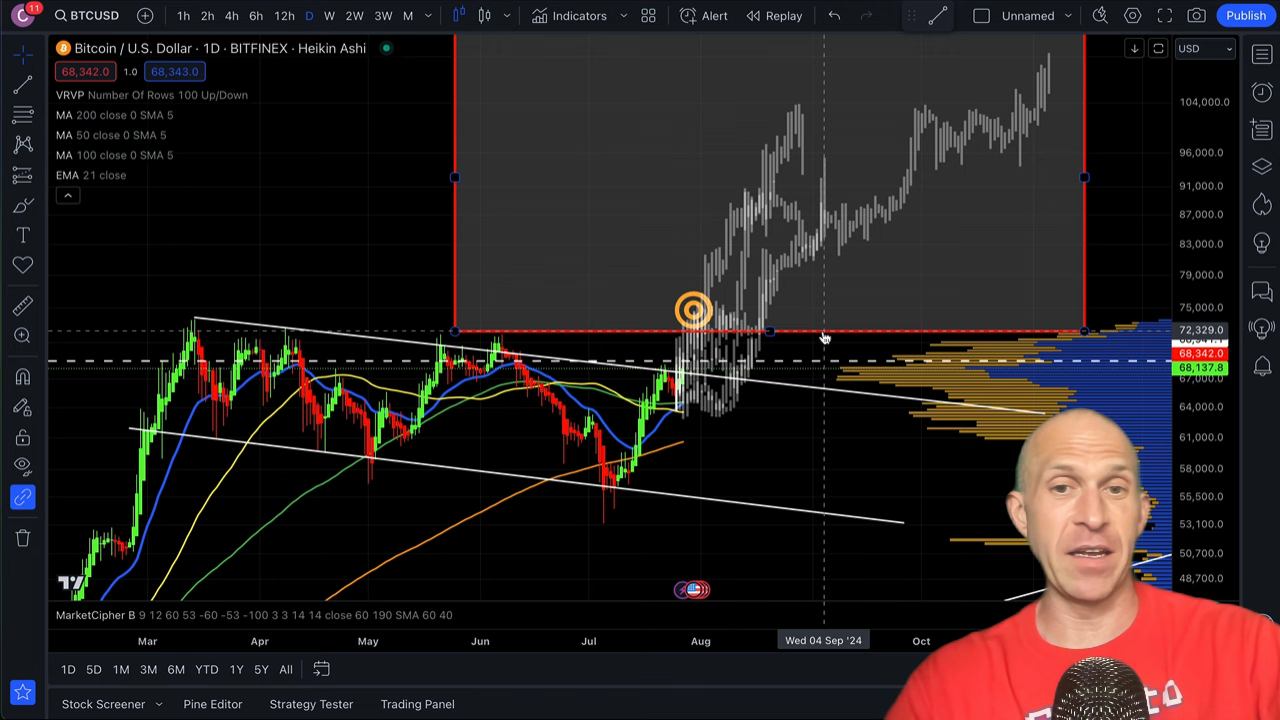 C 11 BTCUSD 1h 2h 4h 6h 12h D W 2W 3W M Indicators Alert Replay Unnamed Publish
Bitcoin / U.S. Dollar · 1D · BITFINEX · Heikin Ashi
USD
68,342.0 1.0 68,343.0
VRVP Number Of Rows 100 Up/Down
MA 200 close 0 SMA 5
MA 50 close 0 SMA 5
MA 100 close 0 SMA 5
EMA 21 close
104,000.0
96,000.0
91,000.0
87,000.0
83,000.0
79,000.0
75,000.0
72,329.0
68,342.0
68,137.8
67,000.0
64,000.0
61,000.0
58,000.0
55,500.0
53,100.0
50,700.0
48,700.0
MarketCipher B 9 12 60 53 -60 -53 -100 3 3 14 14 close 60 190 SMA 60 40
Mar Apr May Jun Jul Aug Wed 04 Sep '24 Oct
1D 5D 1M 3M 6M YTD 1Y 5Y All
Stock Screener Pine Editor Strategy Tester Trading Panel